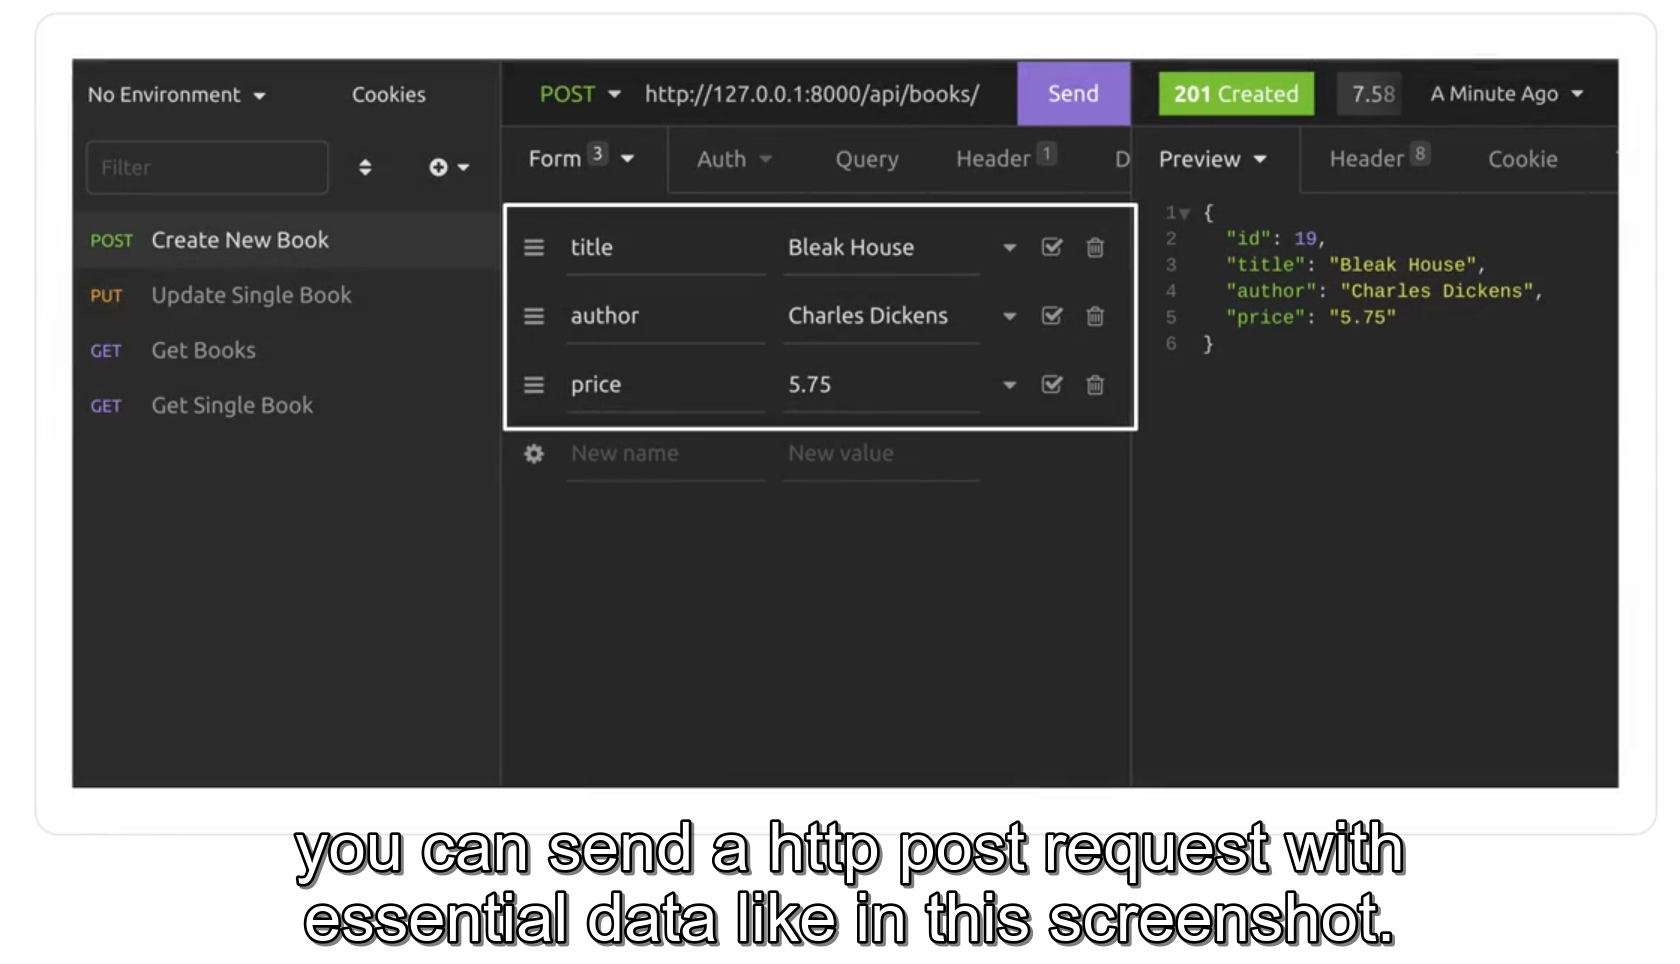 No Environment Cookies
POST http://127.0.0.1:8000/api/books/ Send
201 Created 7.58 A Minute Ago
Filter
Form 3 Auth Query Header 1 D
Preview Header 8 Cookie
POST Create New Book
PUT Update Single Book
GET Get Books
GET Get Single Book
title Bleak House
author Charles Dickens
price 5.75
New name New value
1 {
2 "id": 19,
3 "title": "Bleak House",
4 "author": "Charles Dickens",
5 "price": "5.75"
6 }
you can send a http post request with
essential data like in this screenshot.